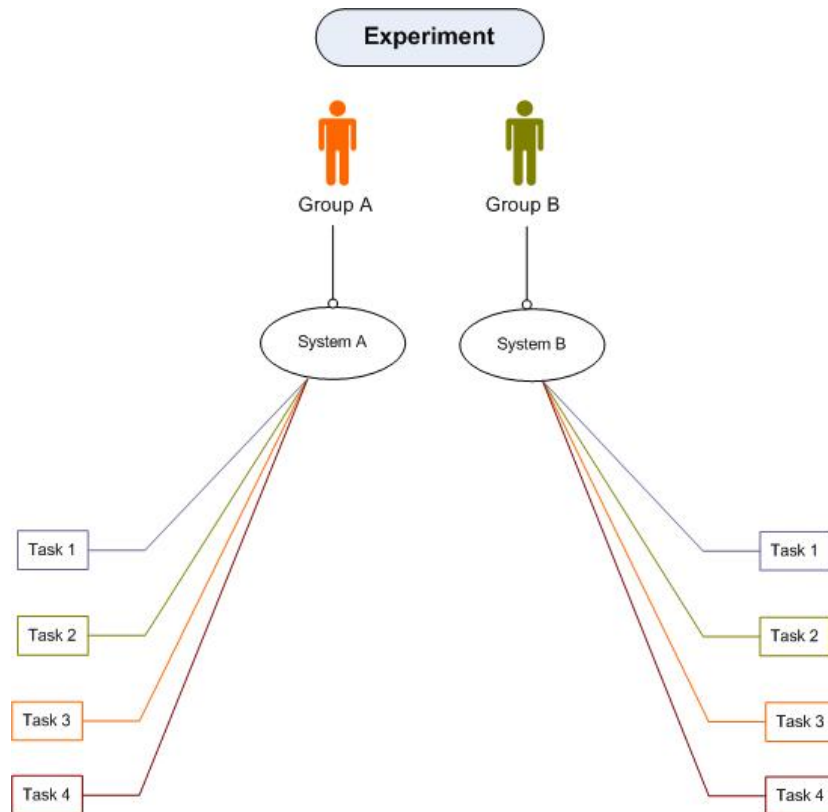 Experiment
Group A
Group B
System A
System B
Task 1
Task 1
Task 2
Task 2
Task 3
Task 3
Task 4
Task 4